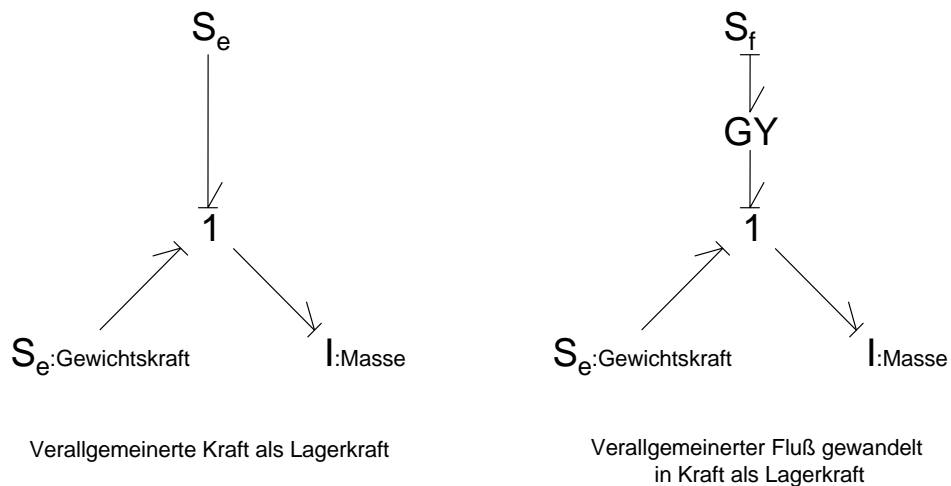 Se
Sf
GY
1
1
Se:Gewichtskraft
I:Masse
Se:Gewichtskraft
I:Masse
Verallgemeinerte Kraft als Lagerkraft
Verallgemeinerter Fluß gewandelt
in Kraft als Lagerkraft